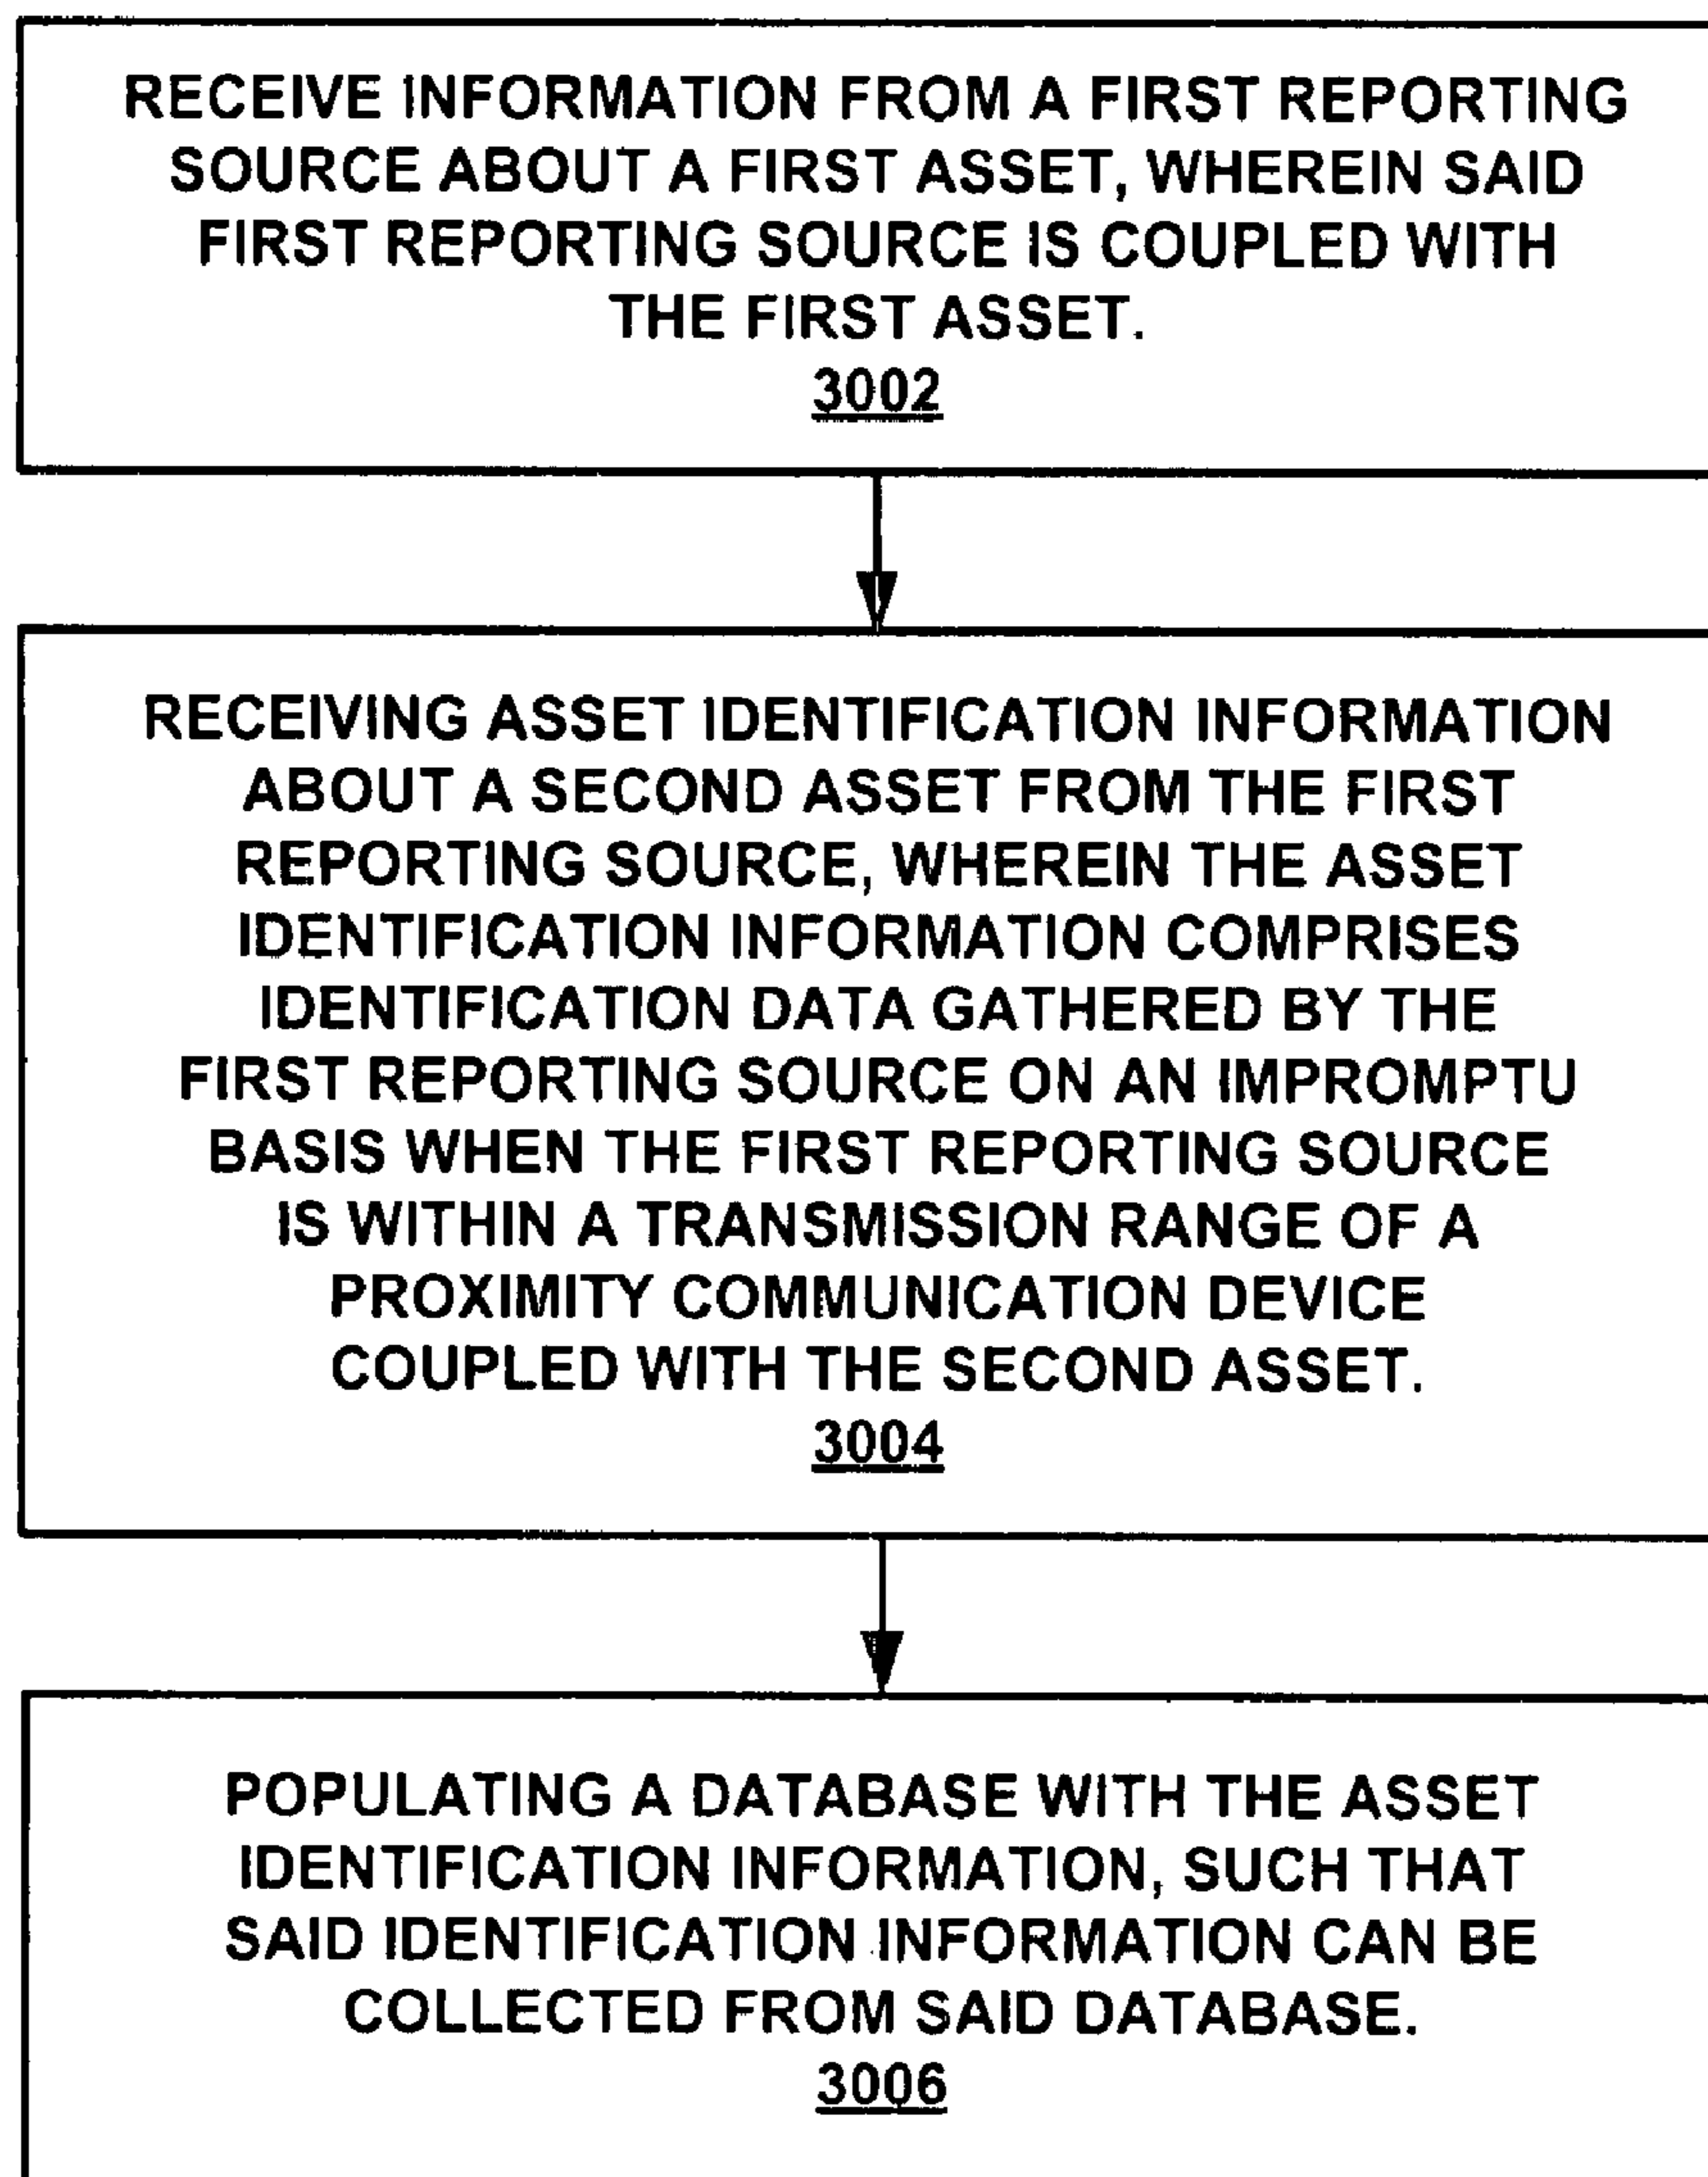 RECEIVE INFORMATION FROM A FIRST REPORTING
SOURCE ABOUT A FIRST ASSET, WHEREIN SAID
FIRST REPORTING SOURCE IS COUPLED WITH
THE FIRST ASSET.
3002
RECEIVING ASSET IDENTIFICATION INFORMATION
ABOUT A SECOND ASSET FROM THE FIRST
REPORTING SOURCE, WHEREIN THE ASSET
IDENTIFICATION INFORMATION COMPRISES
IDENTIFICATION DATA GATHERED BY THE
FIRST REPORTING SOURCE ON AN IMPROMPTU
BASIS WHEN THE FIRST REPORTING SOURCE
IS WITHIN A TRANSMISSION RANGE OF A
PROXIMITY COMMUNICATION DEVICE
COUPLED WITH THE SECOND ASSET.
3004
POPULATING A DATABASE WITH THE ASSET
IDENTIFICATION INFORMATION, SUCH THAT
SAID IDENTIFICATION INFORMATION CAN BE
COLLECTED FROM SAID DATABASE.
3006